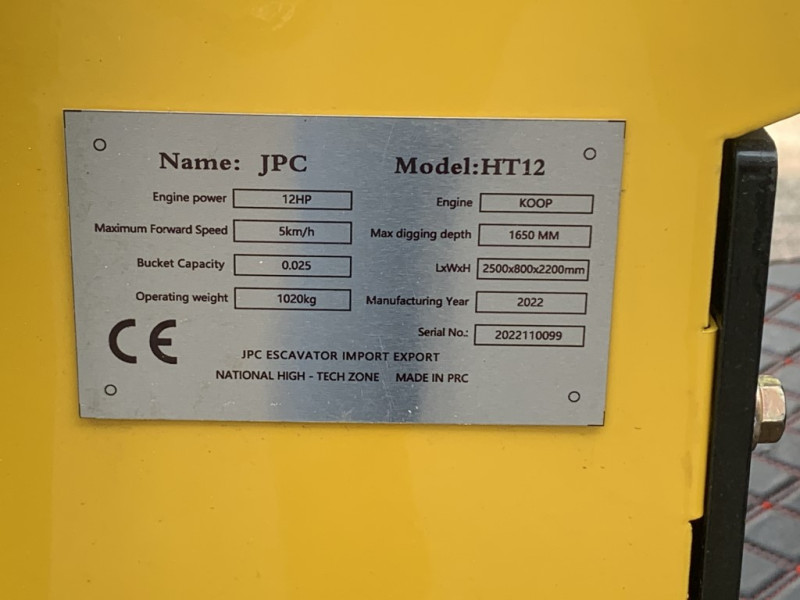 Name: JPC Model:HT12
Engine power 12HP Engine KOOP
Maximum Forward Speed 5km/h Max digging depth 1650 MM
Bucket Capacity 0.025 LxWxH 2500x800x2200mm
Operating weight 1020kg Manufacturing Year 2022
Serial No.: 2022110099
CE
JPC ESCAVATOR IMPORT EXPORT
NATIONAL HIGH - TECH ZONE MADE IN PRC